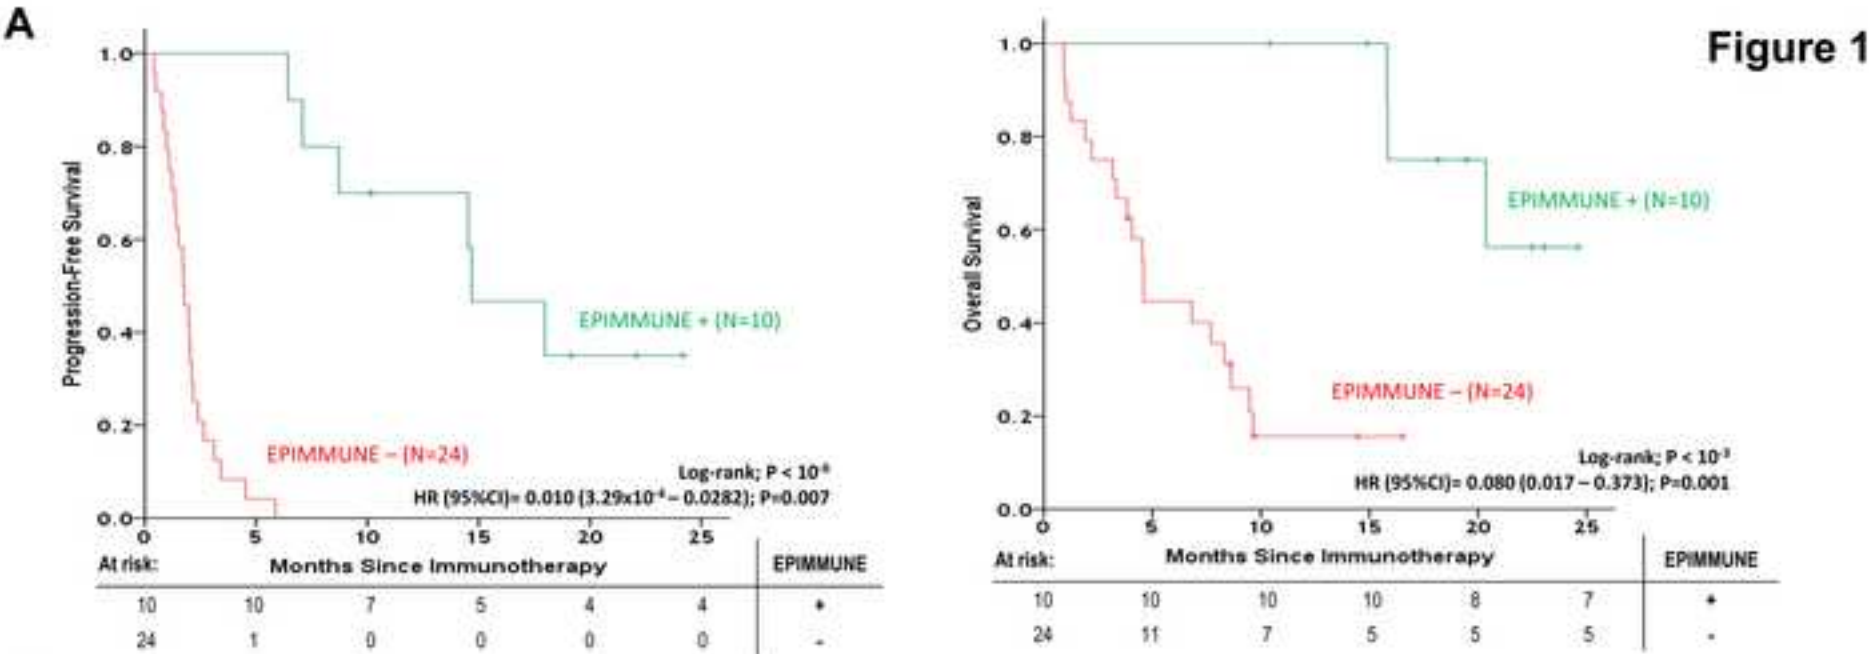 A
Figure 1
Progression-Free Survival
1.0
0.8
0.6
0.4
0.2
0.0
EPIMMUNE + (N=10)
EPIMMUNE – (N=24)
Log-rank; P < 10⁻⁶
HR (95%CI)= 0.010 (3.29x10⁻⁴ – 0.0282); P=0.007
0 5 10 15 20 25
At risk: Months Since Immunotherapy EPIMMUNE
10 10 7 5 4 4 +
24 1 0 0 0 0 -
Overall Survival
1.0
0.8
0.6
0.4
0.2
0.0
EPIMMUNE + (N=10)
EPIMMUNE – (N=24)
Log-rank; P < 10⁻³
HR (95%CI)= 0.080 (0.017 – 0.373); P=0.001
0 5 10 15 20 25
At risk: Months Since Immunotherapy EPIMMUNE
10 10 10 10 8 7 +
24 11 7 5 5 5 -